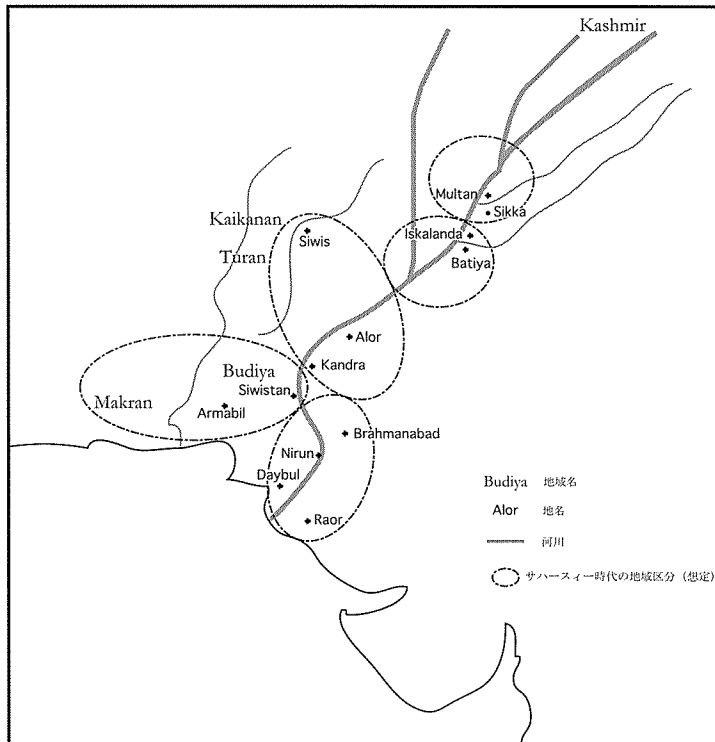 Kashmir
Multan
Sikka
Kaikanan
Siwis
Iskalanda
Turan
Batiya
Alor
Budiya
Kandra
Siwistan
Makran
Armabil
Brahmanabad
Nirun
Daybul
Raor
Budiya 地域名
Alor 地名
河川
サハースィー時代の地域区分（想定）